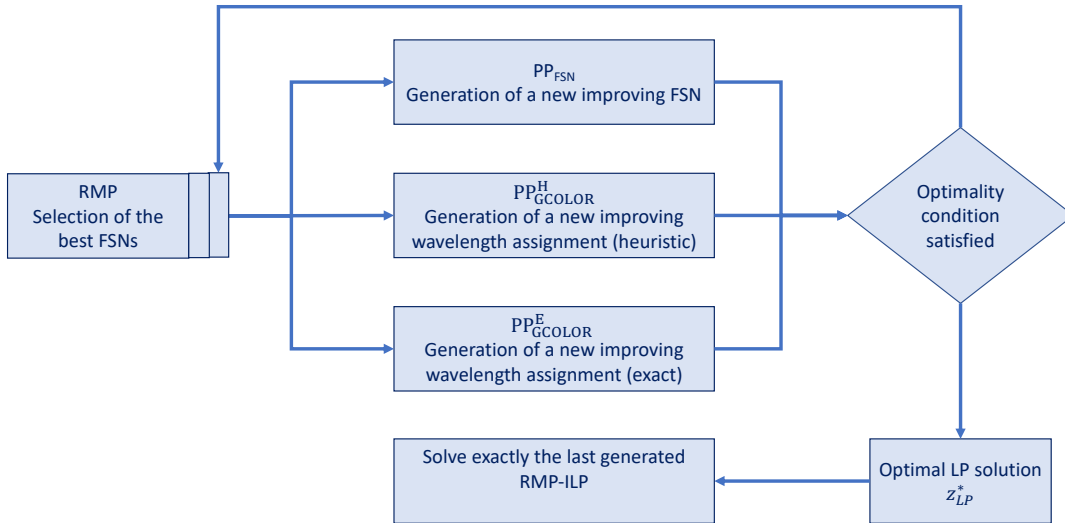 PP_FSN
Generation of a new improving FSN
RMP
Selection of the
best FSNs
PP^H_GCOLOR
Generation of a new improving
wavelength assignment (heuristic)
Optimality
condition
satisfied
PP^E_GCOLOR
Generation of a new improving
wavelength assignment (exact)
Solve exactly the last generated
RMP-ILP
Optimal LP solution
z^*_LP